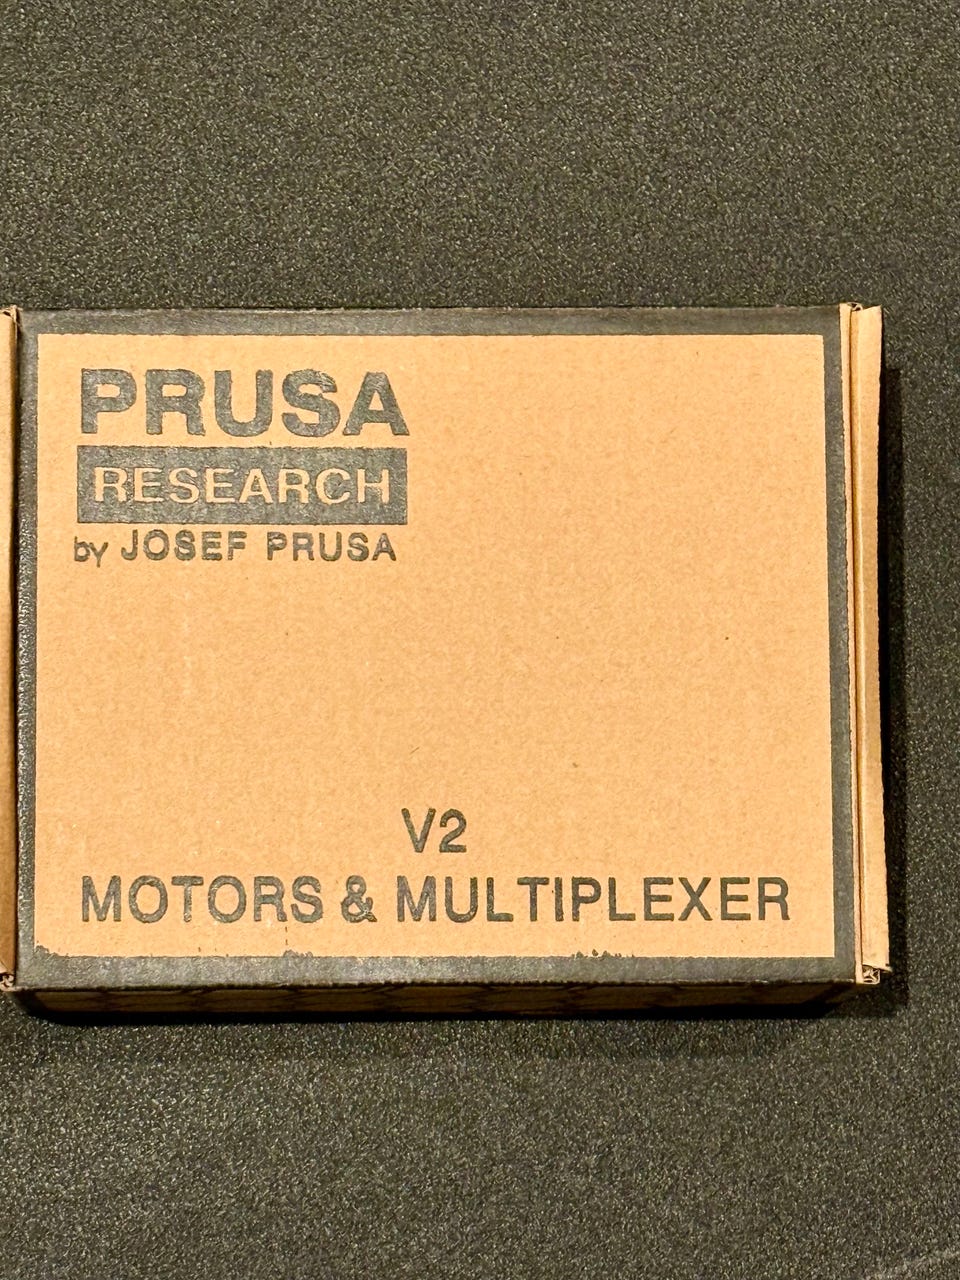 PRUSA
RESEARCH
by JOSEF PRUSA
V2
MOTORS & MULTIPLEXER